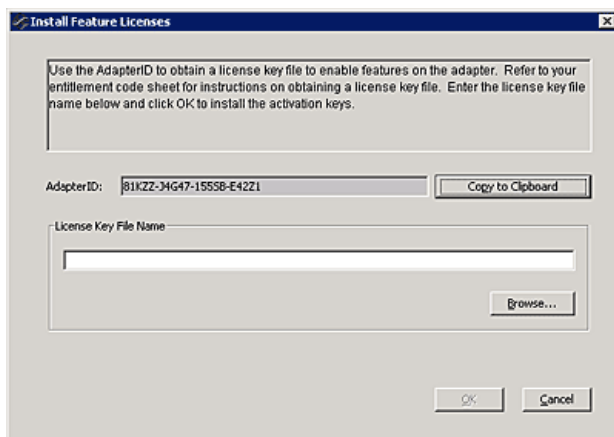 Install Feature Licenses
Use the AdapterID to obtain a license key file to enable features on the adapter. Refer to your
entitlement code sheet for instructions on obtaining a license key file. Enter the license key file
name below and click OK to install the activation keys.
AdapterID: 81KZZ-J4G47-1555B-E42Z1 Copy to Clipboard
License Key File Name
Browse...
OK Cancel